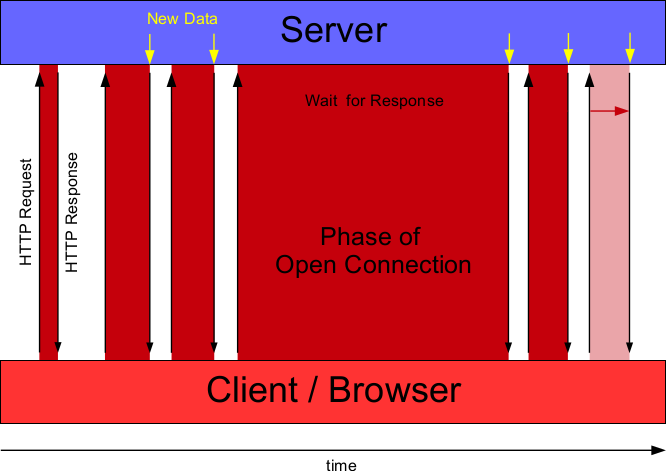 New Data
Server
Wait for Response
HTTP Request
HTTP Response
Phase of
Open Connection
Client / Browser
time